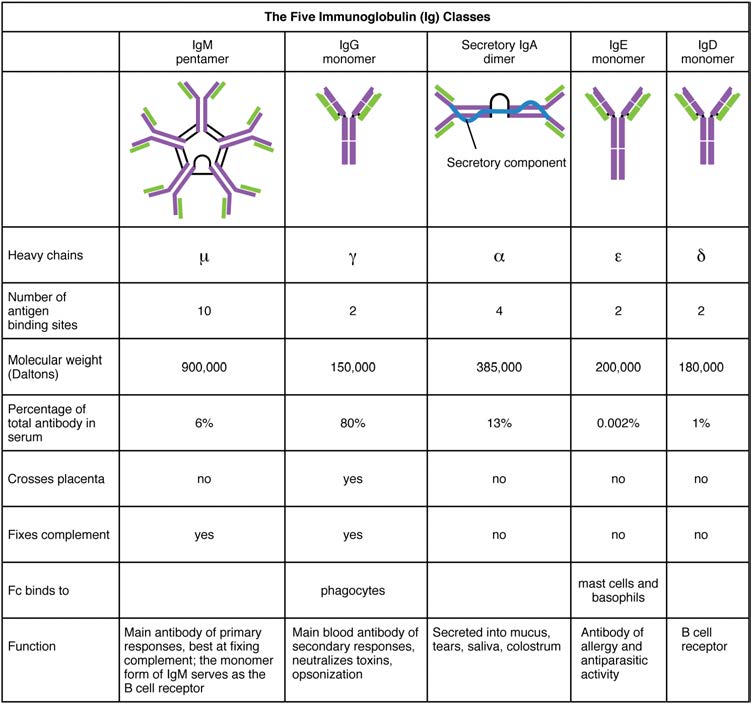 The Five Immunoglobulin (Ig) Classes
IgM
pentamer
IgG
monomer
Secretory IgA
dimer
IgE
monomer
IgD
monomer
Secretory component
Heavy chains
μ
γ
α
ε
δ
Number of
antigen
binding sites
10
2
4
2
2
Molecular weight
(Daltons)
900,000
150,000
385,000
200,000
180,000
Percentage of
total antibody in
serum
6%
80%
13%
0.002%
1%
Crosses placenta
no
yes
no
no
no
Fixes complement
yes
yes
no
no
no
Fc binds to
phagocytes
mast cells and
basophils
Function
Main antibody of primary
responses, best at fixing
complement; the monomer
form of IgM serves as the
B cell receptor
Main blood antibody of
secondary responses,
neutralizes toxins,
opsonization
Secreted into mucus,
tears, saliva, colostrum
Antibody of
allergy and
antiparasitic
activity
B cell
receptor